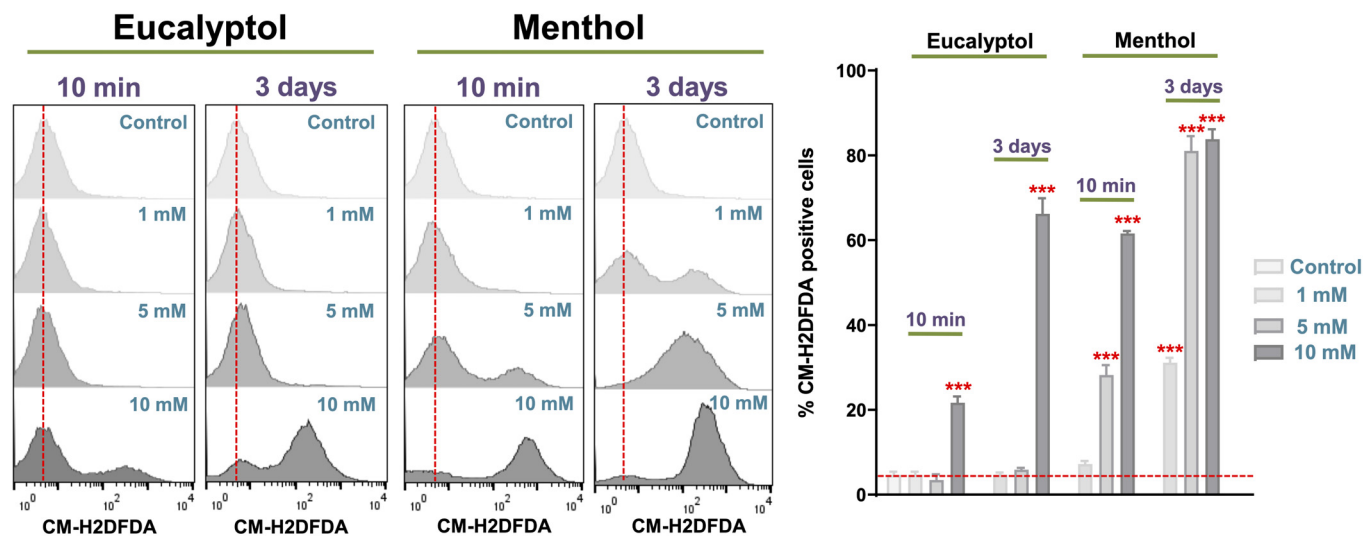 Eucalyptol Menthol
10 min 3 days 10 min 3 days
Control Control Control Control
1 mM 1 mM 1 mM 1 mM
5 mM 5 mM 5 mM 5 mM
10 mM 10 mM 10 mM 10 mM
10⁰ 10² 10⁴ 10⁰ 10² 10⁴ 10⁰ 10² 10⁴ 10⁰ 10² 10⁴
CM-H2DFDA CM-H2DFDA CM-H2DFDA CM-H2DFDA
Eucalyptol Menthol
% CM-H2DFDA positive cells
100
80
60
40
20
0
10 min
***
3 days
***
10 min
***
***
3 days
***
***
***
Control
1 mM
5 mM
10 mM